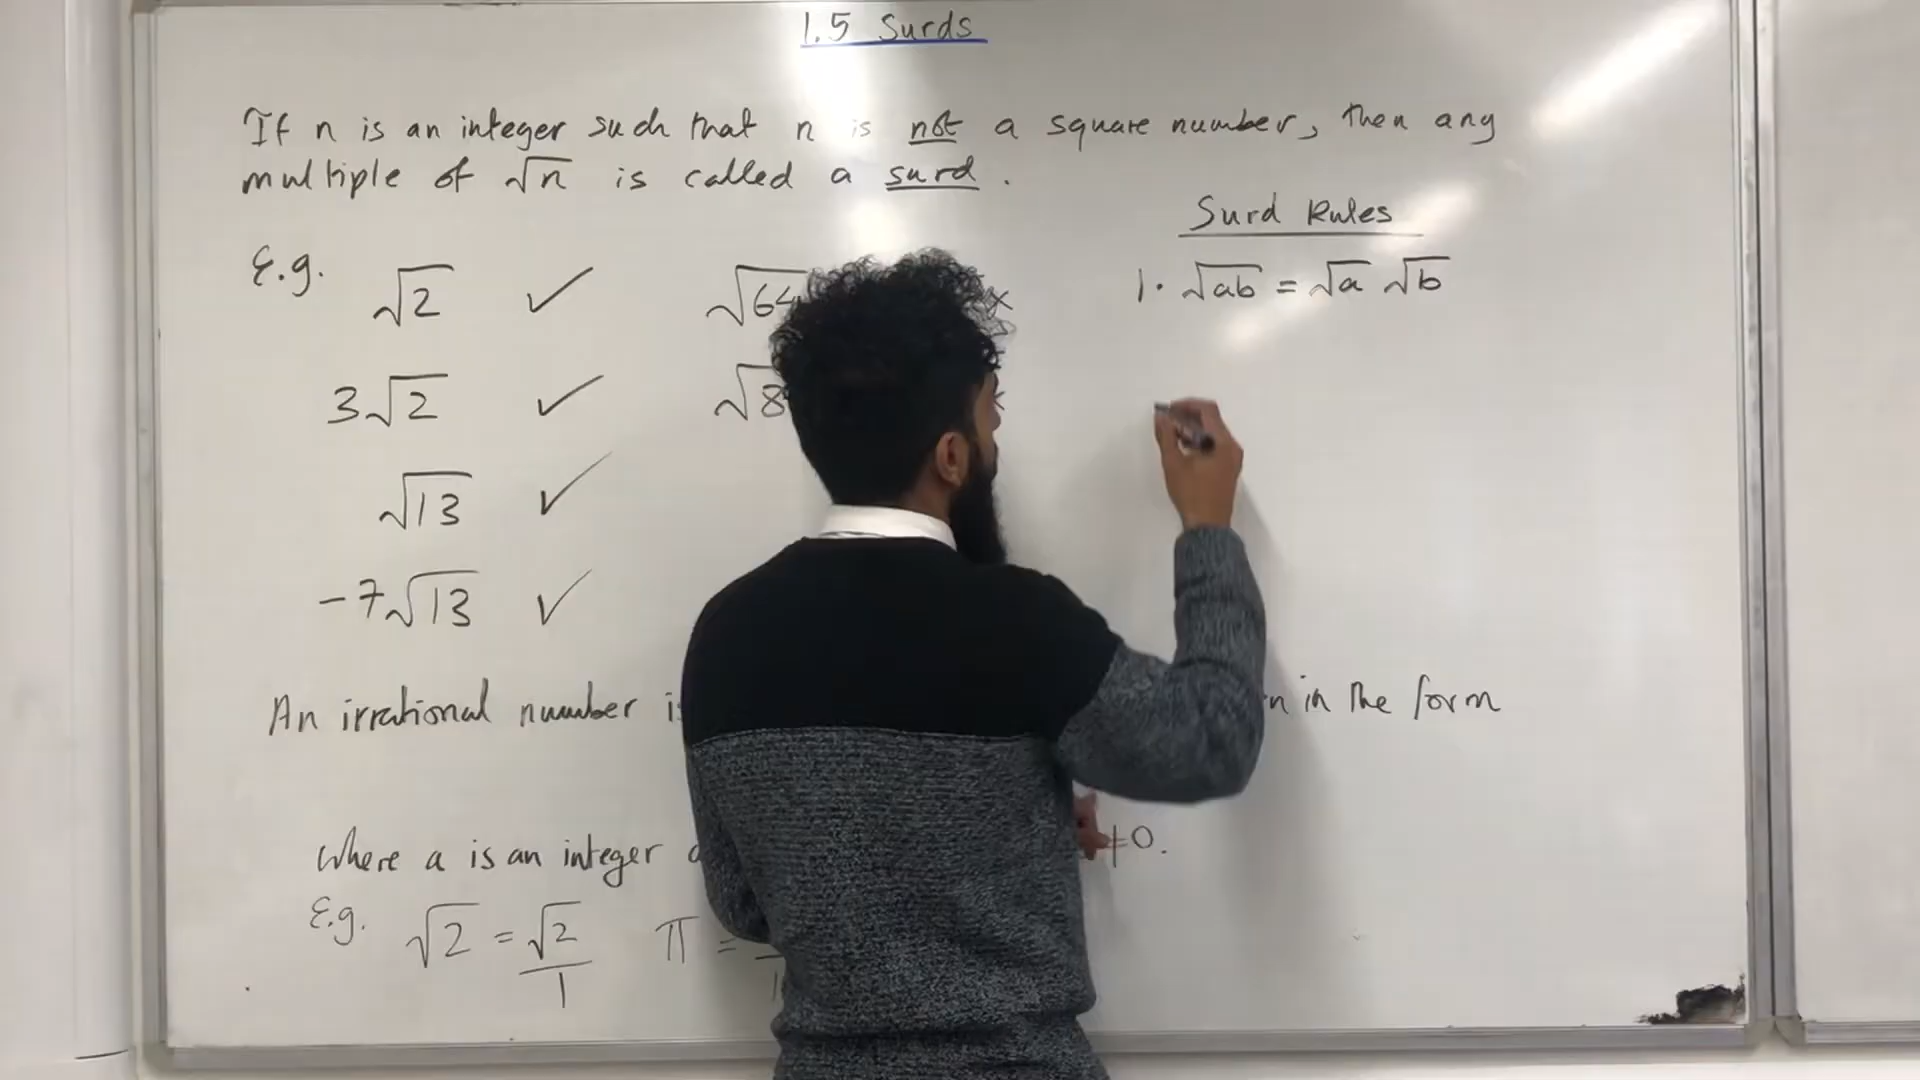 1.5 Surds
If n is an integer such that n is not a square number, then any
multiple of √n is called a surd.
Surd Rules
1. √ab = √a √b
E.g.
√2 ✓ √64 ×
3√2 ✓ √8
√13 ✓
-7√13 ✓
An irrational number in the form
where a is an integer ≠0.
E.g. √2 = √2/1 π =